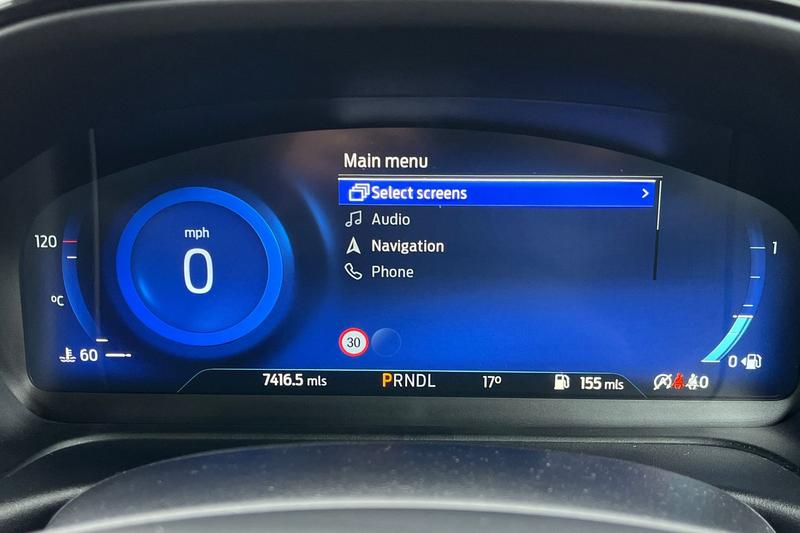 Main menu
Select screens
Audio
Navigation
Phone
mph
0
120
°C
60
30
1
0
7416.5 mls
PRNDL
17°
155 mls
0